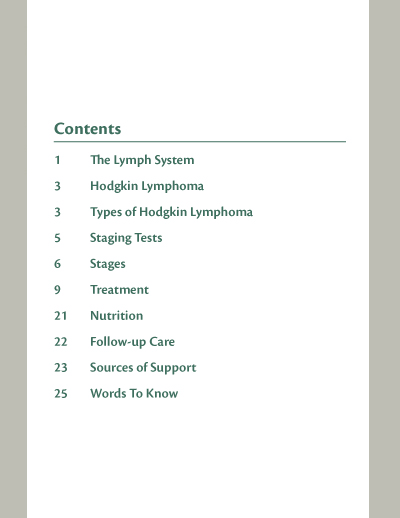 Contents
1 The Lymph System
3 Hodgkin Lymphoma
3 Types of Hodgkin Lymphoma
5 Staging Tests
6 Stages
9 Treatment
21 Nutrition
22 Follow-up Care
23 Sources of Support
25 Words To Know